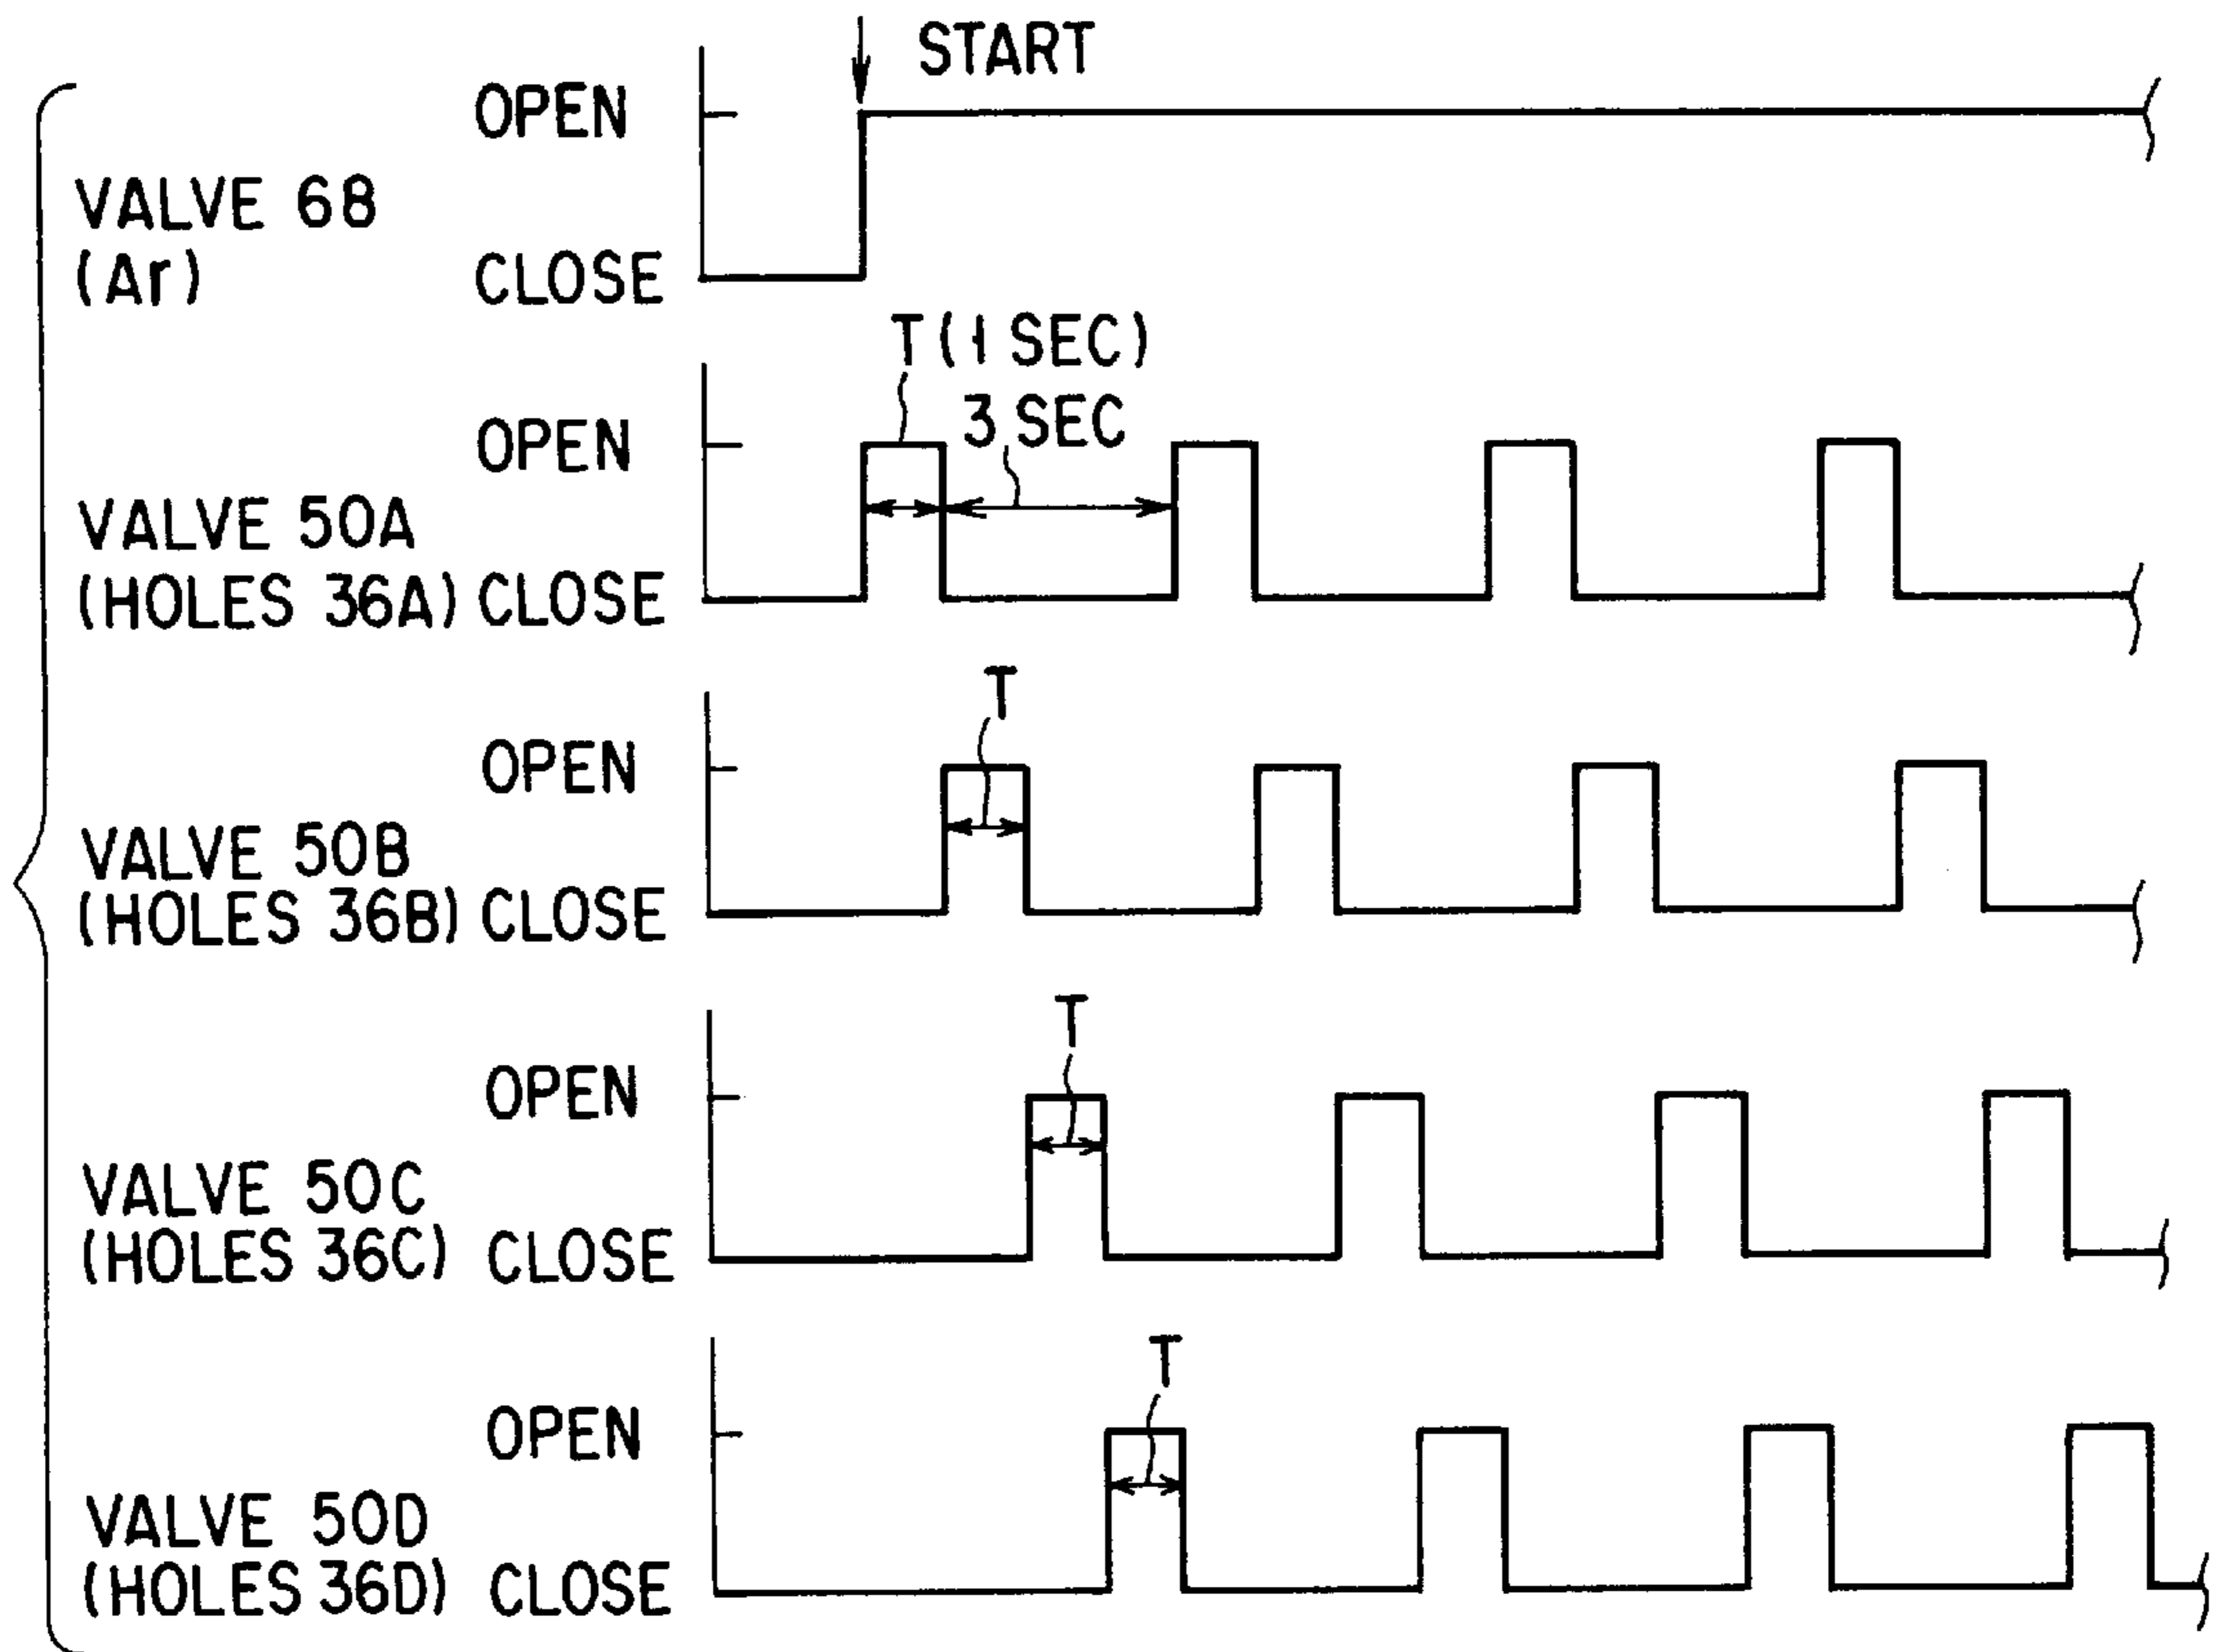 START
OPEN
VALVE 68
(Ar)
CLOSE
T(1 SEC)
3 SEC
OPEN
VALVE 50A
(HOLES 36A) CLOSE
T
OPEN
VALVE 50B
(HOLES 36B) CLOSE
T
OPEN
VALVE 50C
(HOLES 36C) CLOSE
T
OPEN
VALVE 50D
(HOLES 36D) CLOSE